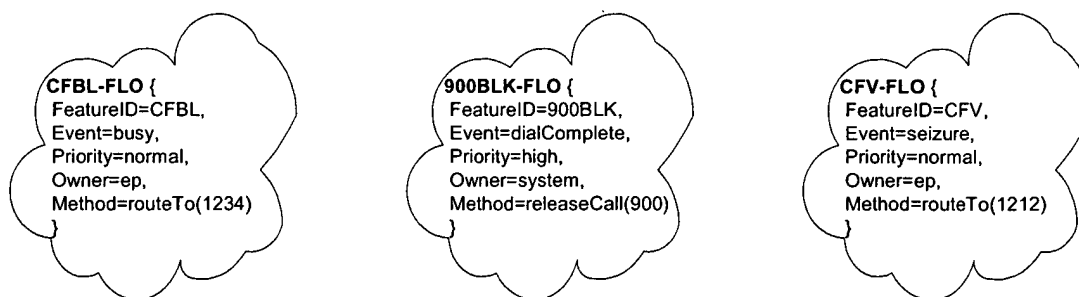 CFBL-FLO {
FeatureID=CFBL,
Event=busy,
Priority=normal,
Owner=ep,
Method=routeTo(1234)
}
900BLK-FLO {
FeatureID=900BLK,
Event=dialComplete,
Priority=high,
Owner=system,
Method=releaseCall(900)
}
CFV-FLO {
FeatureID=CFV,
Event=seizure,
Priority=normal,
Owner=ep,
Method=routeTo(1212)
}